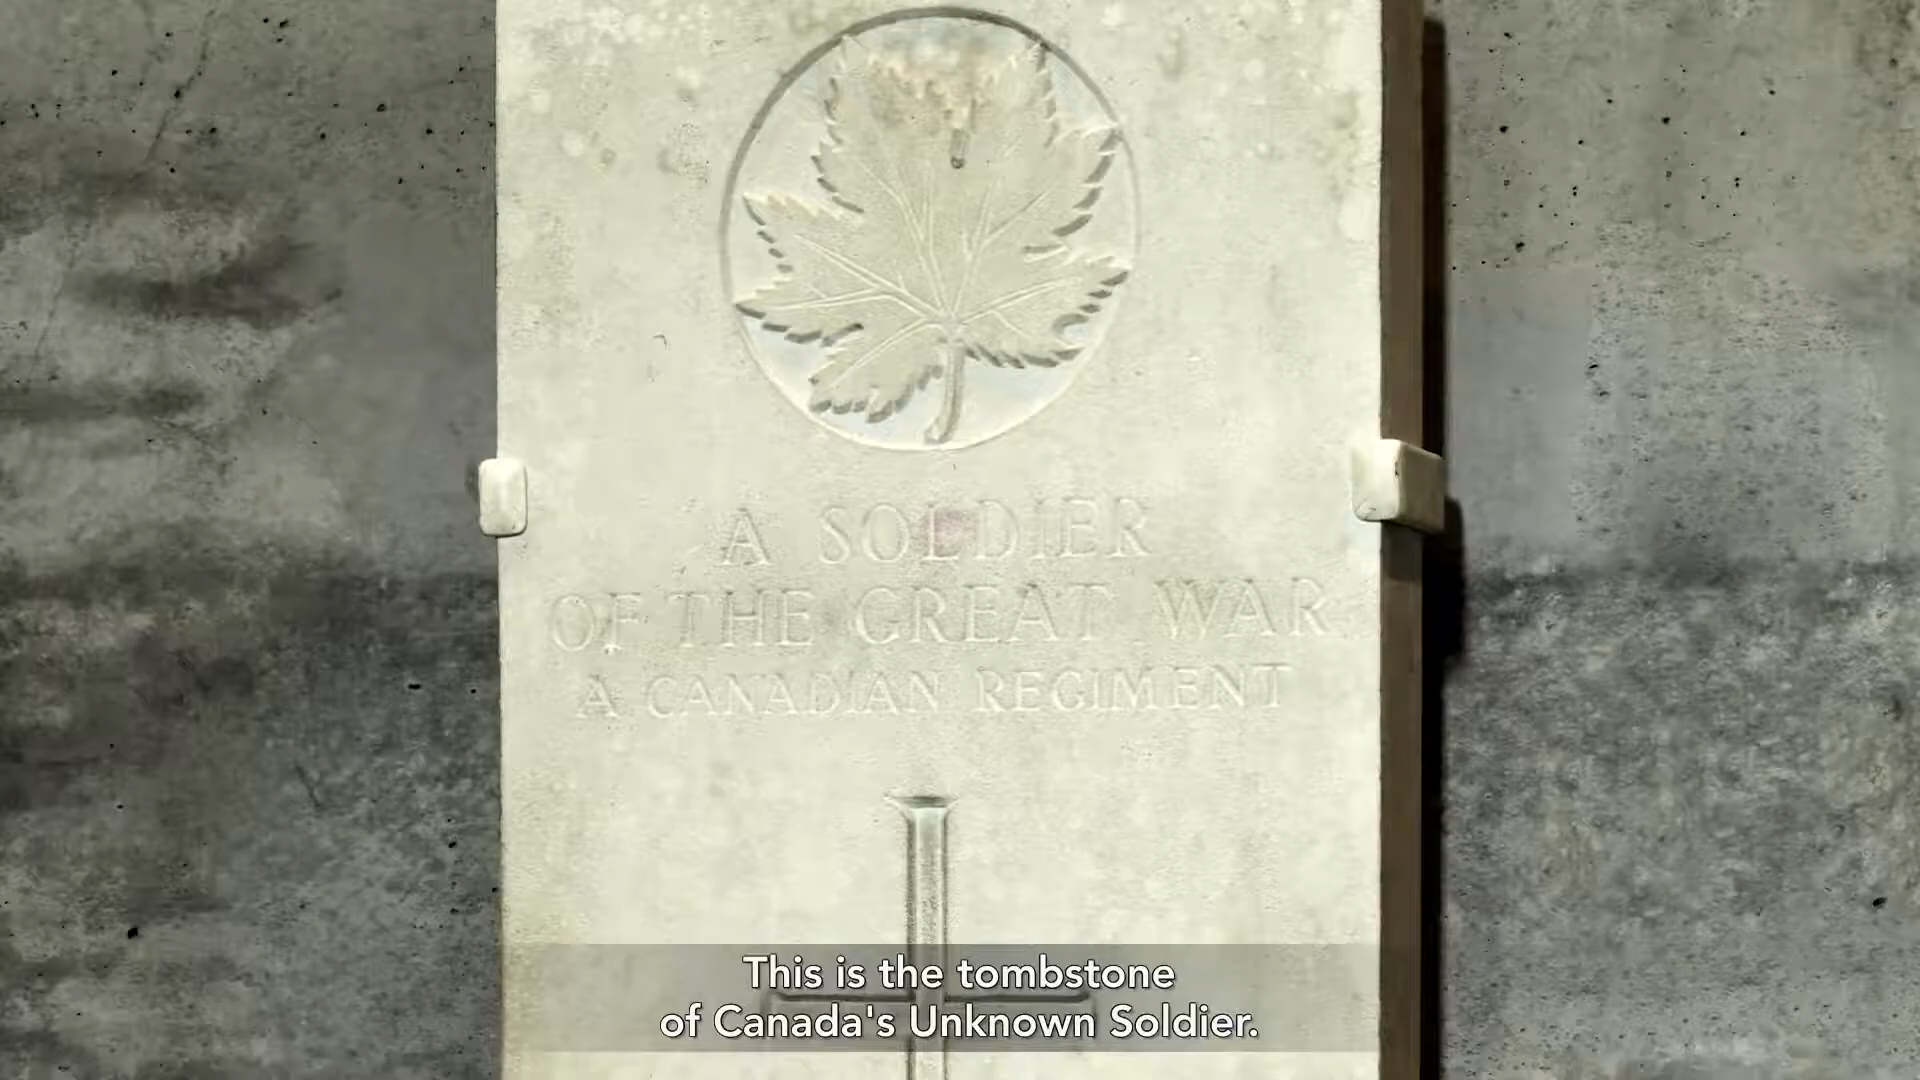 A SOLDIER
OF THE GREAT WAR
A CANADIAN REGIMENT
This is the tombstone
of Canada's Unknown Soldier.